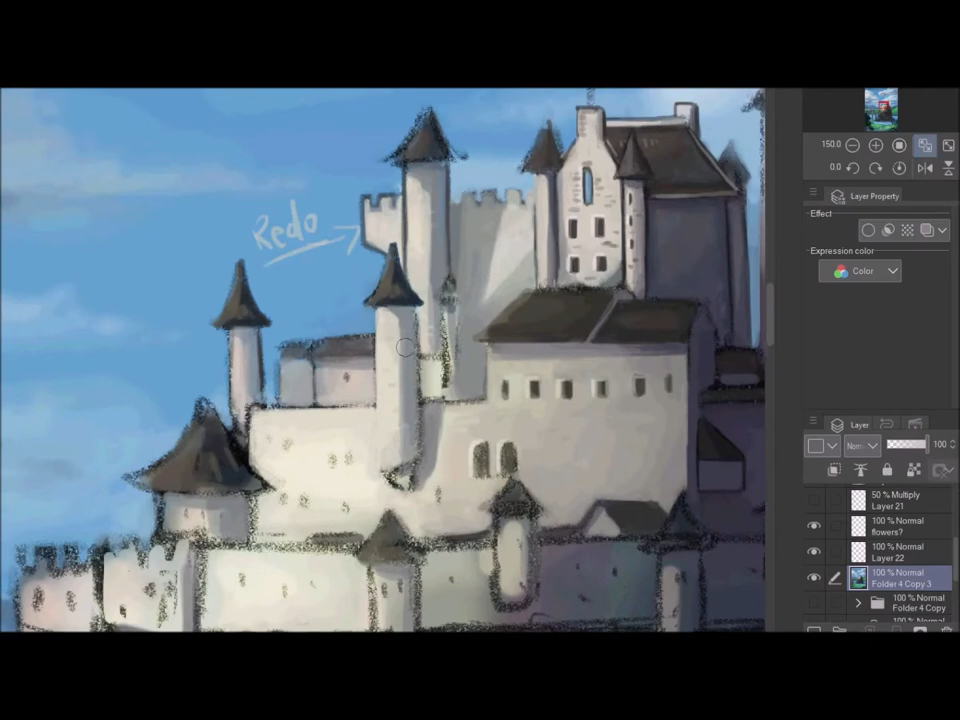 Redo
150.0
0.0
Layer Property
Effect
Expression color
Color
Layer
Norm
100
50 % Multiply
Layer 21
100 % Normal
flowers?
100 % Normal
Layer 22
100 % Normal
Folder 4 Copy 3
100 % Normal
Folder 4 Copy